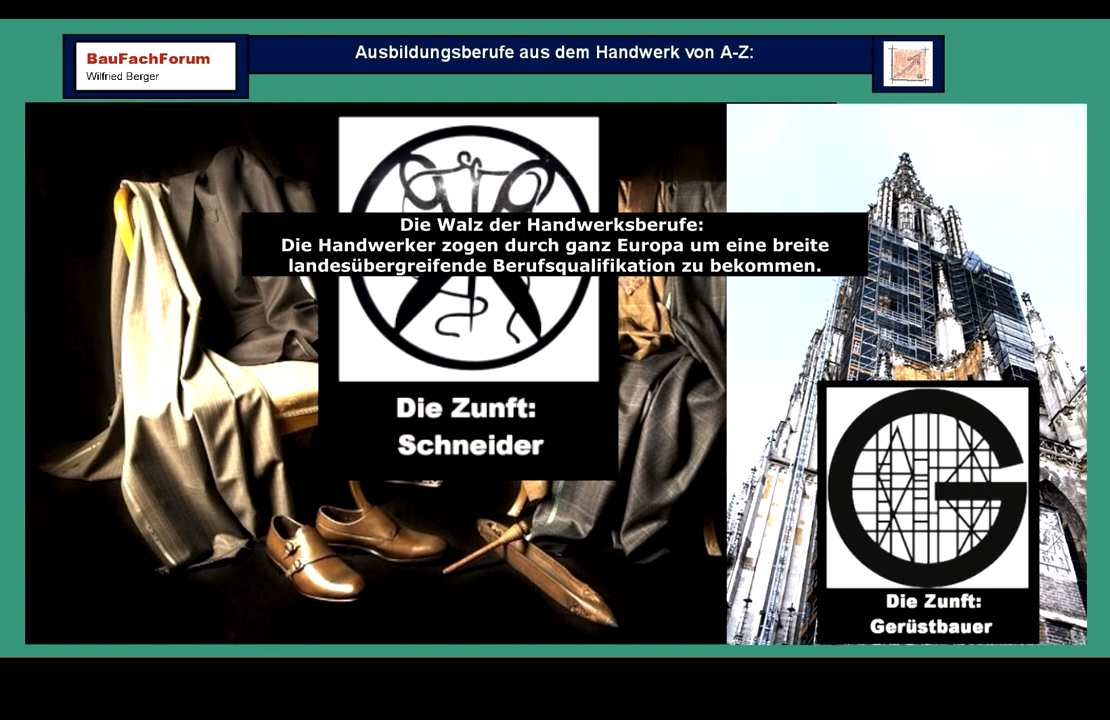 BauFachForum
Wilfried Berger
Ausbildungsberufe aus dem Handwerk von A-Z:
Die Walz der Handwerksberufe:
Die Handwerker zogen durch ganz Europa um eine breite
landesübergreifende Berufsqualifikation zu bekommen.
Die Zunft:
Schneider
Die Zunft:
Gerüstbauer